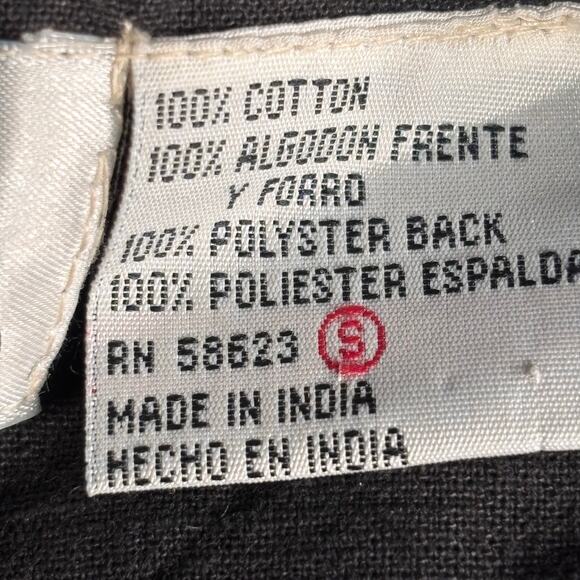 100% COTTON
100% ALGODON FRENTE
Y FORRO
100% POLYSTER BACK
100% POLIESTER ESPALDA
RN 58623 S
MADE IN INDIA
HECHO EN INDIA